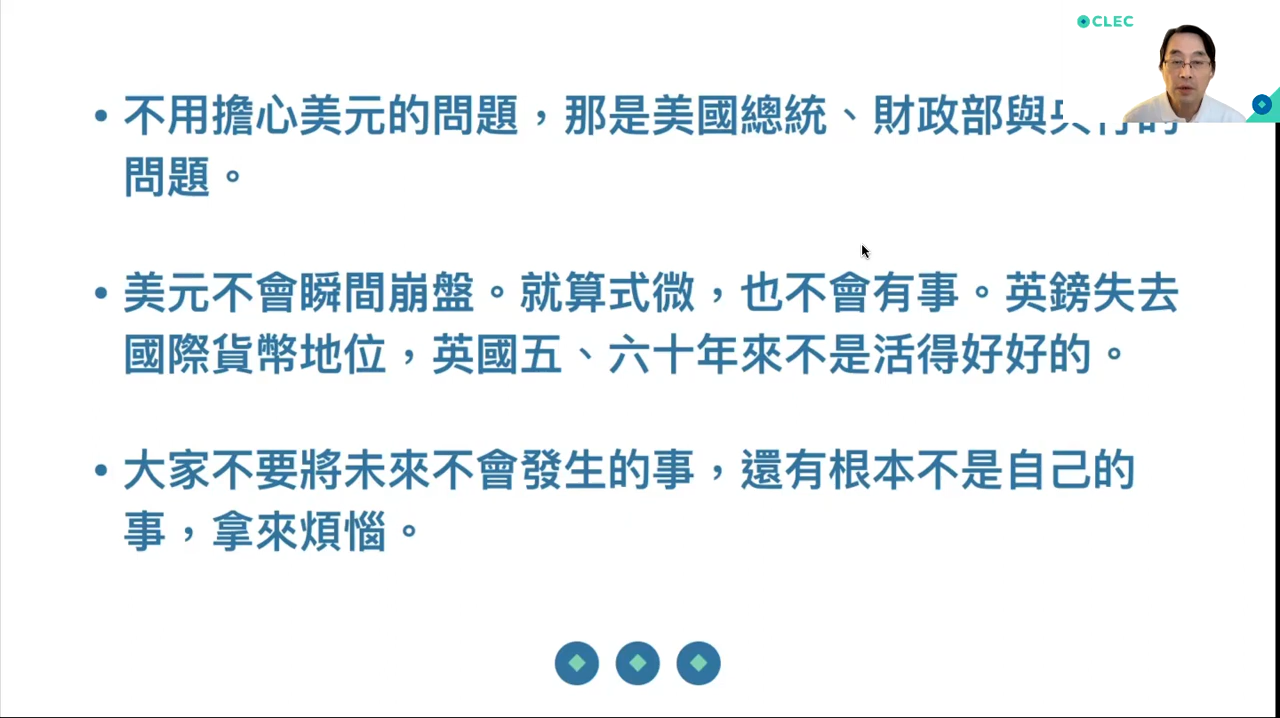 CLEC
• 不用擔心美元的問題，那是美國總統、財政部與
問題。
• 美元不會瞬間崩盤。就算式微，也不會有事。英鎊失去
國際貨幣地位，英國五、六十年來不是活得好好的。
• 大家不要將未來不會發生的事，還有根本不是自己的
事，拿來煩惱。